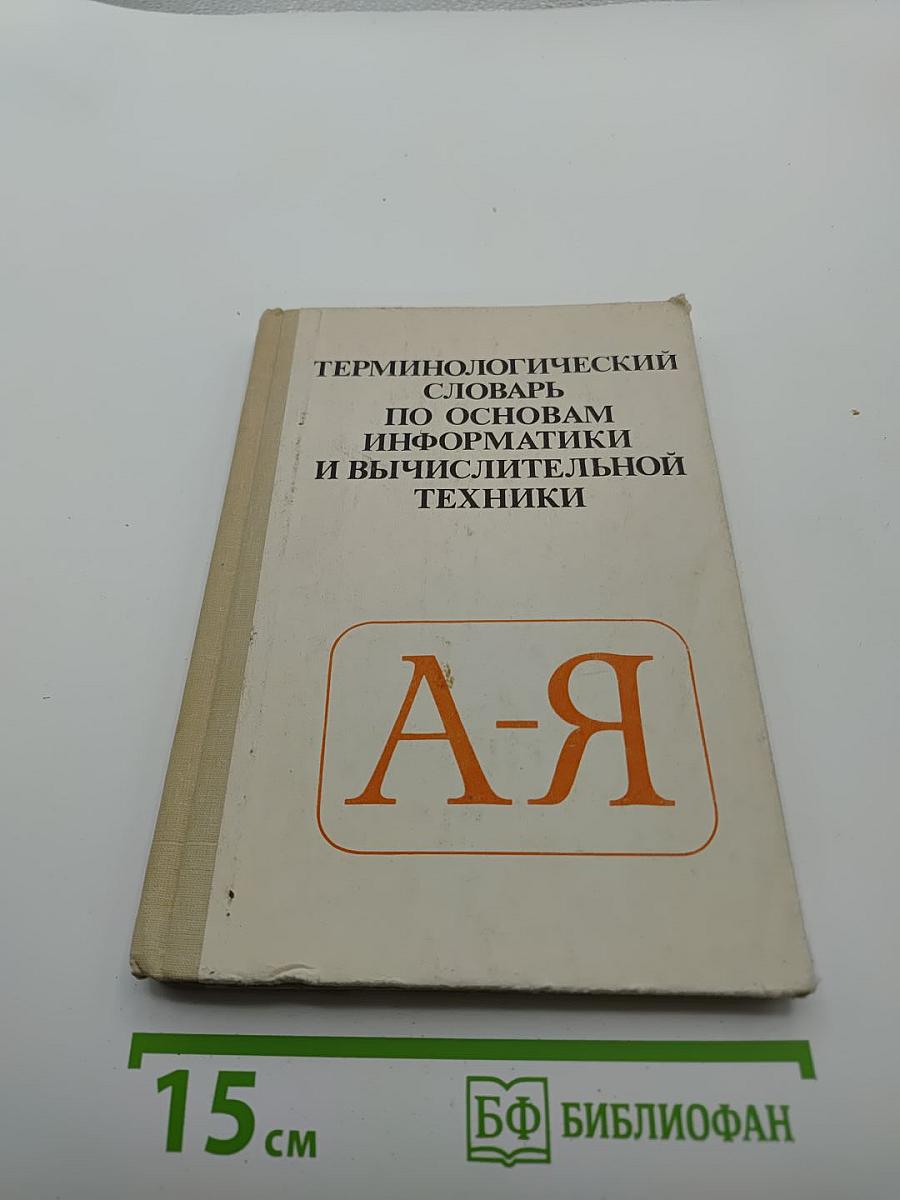 ТЕРМИНОЛОГИЧЕСКИЙ
СЛОВАРЬ
ПО ОСНОВАМ
ИНФОРМАТИКИ
И ВЫЧИСЛИТЕЛЬНОЙ
ТЕХНИКИ
А-Я
15 см
БФ БИБЛИОФАН